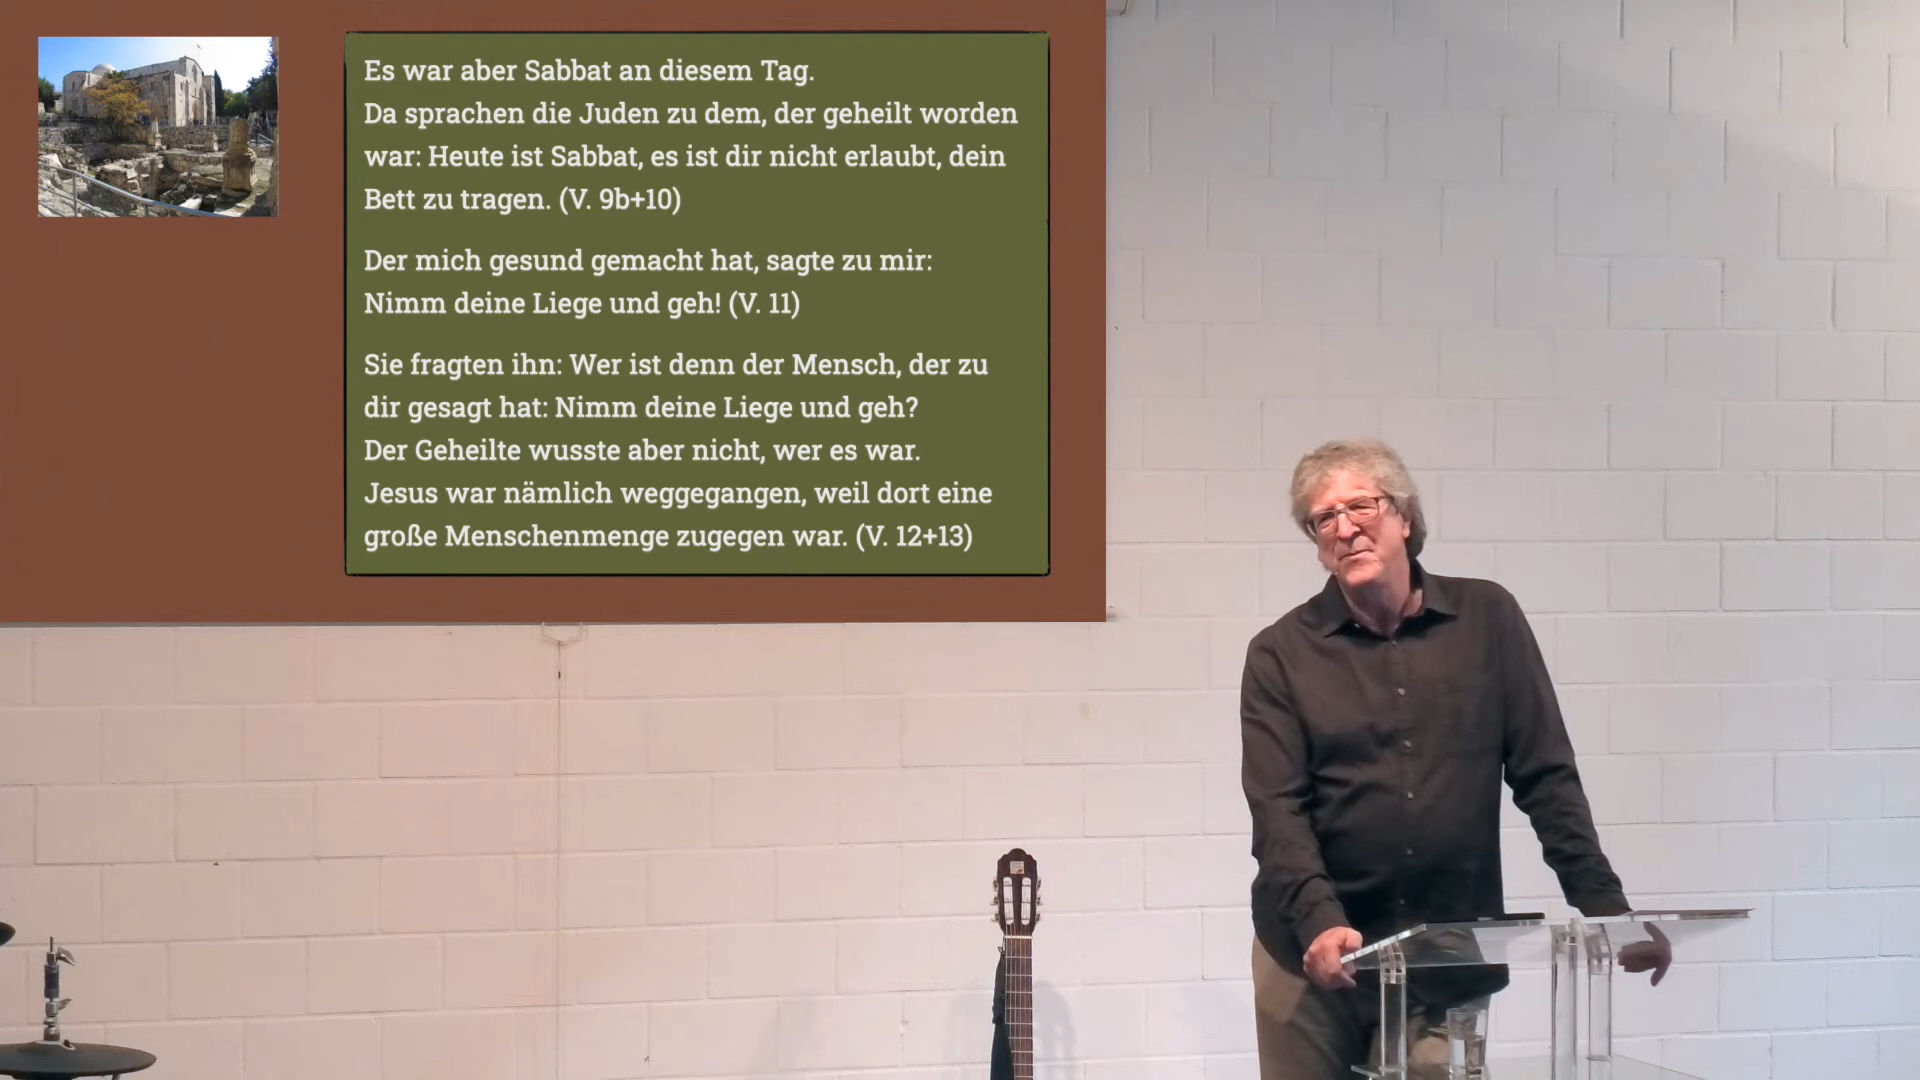 Es war aber Sabbat an diesem Tag.
Da sprachen die Juden zu dem, der geheilt worden
war: Heute ist Sabbat, es ist dir nicht erlaubt, dein
Bett zu tragen. (V. 9b+10)
Der mich gesund gemacht hat, sagte zu mir:
Nimm deine Liege und geh! (V. 11)
Sie fragten ihn: Wer ist denn der Mensch, der zu
dir gesagt hat: Nimm deine Liege und geh?
Der Geheilte wusste aber nicht, wer es war.
Jesus war nämlich weggegangen, weil dort eine
große Menschenmenge zugegen war. (V. 12+13)